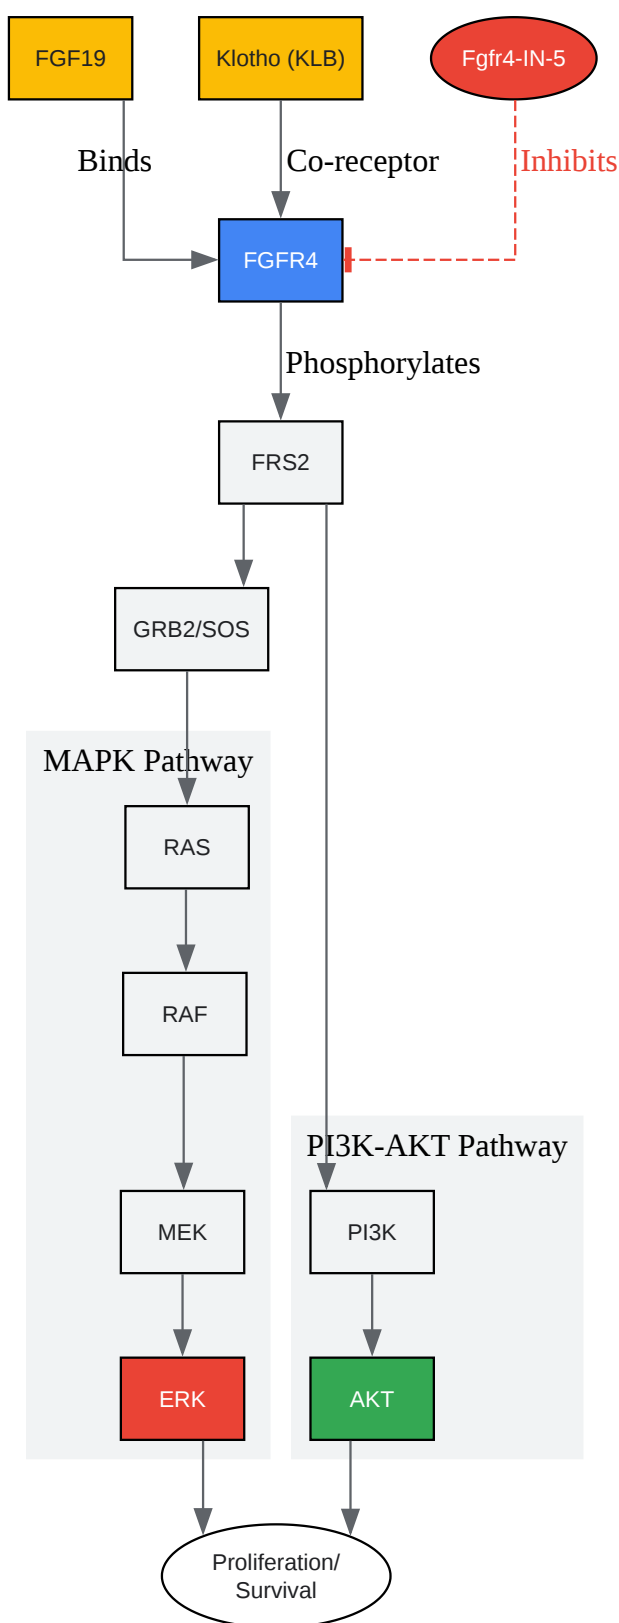 FGF19
Klotho (KLB)
Fgfr4-IN-5
Binds
Co-receptor
Inhibits
FGFR4
Phosphorylates
FRS2
GRB2/SOS
MAPK Pathway
RAS
RAF
PI3K-AKT Pathway
MEK
PI3K
ERK
AKT
Proliferation/
Survival